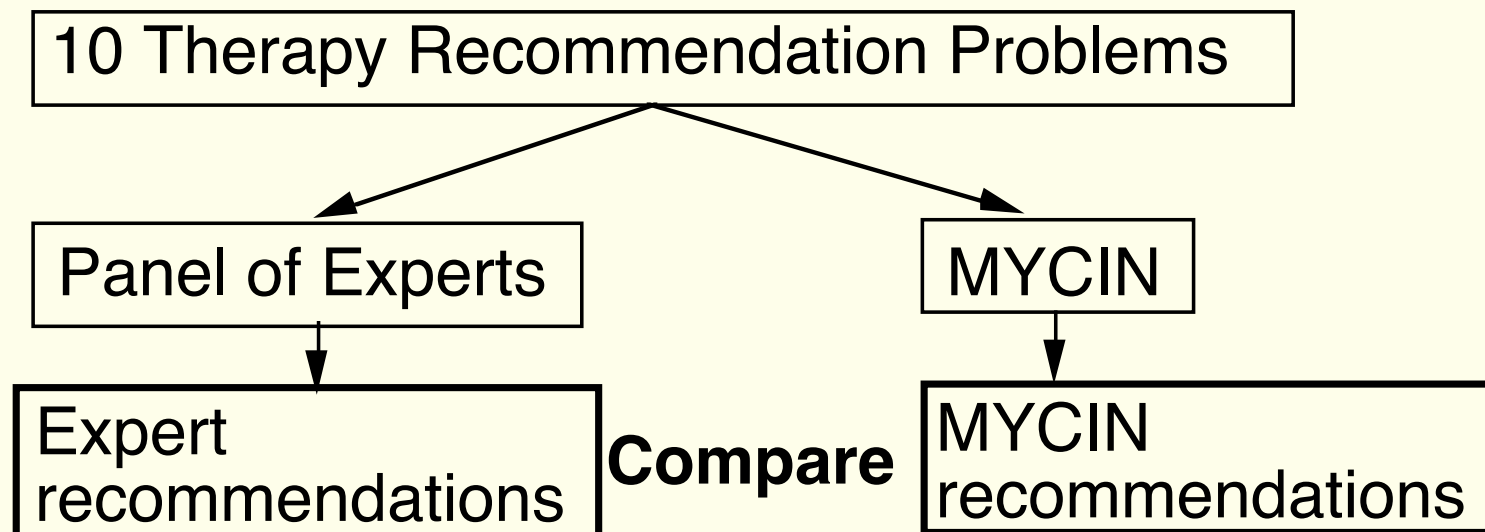 10 Therapy Recommendation Problems
Panel of Experts
MYCIN
Expert
recommendations
Compare
MYCIN
recommendations